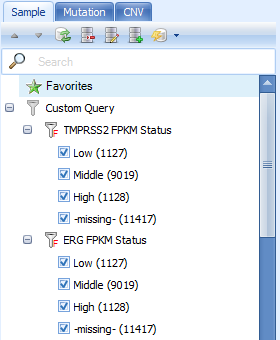 Sample Mutation CNV
Search
Favorites
Custom Query
TMPRSS2 FPKM Status
Low (1127)
Middle (9019)
High (1128)
-missing- (11417)
ERG FPKM Status
Low (1127)
Middle (9019)
High (1128)
-missing- (11417)